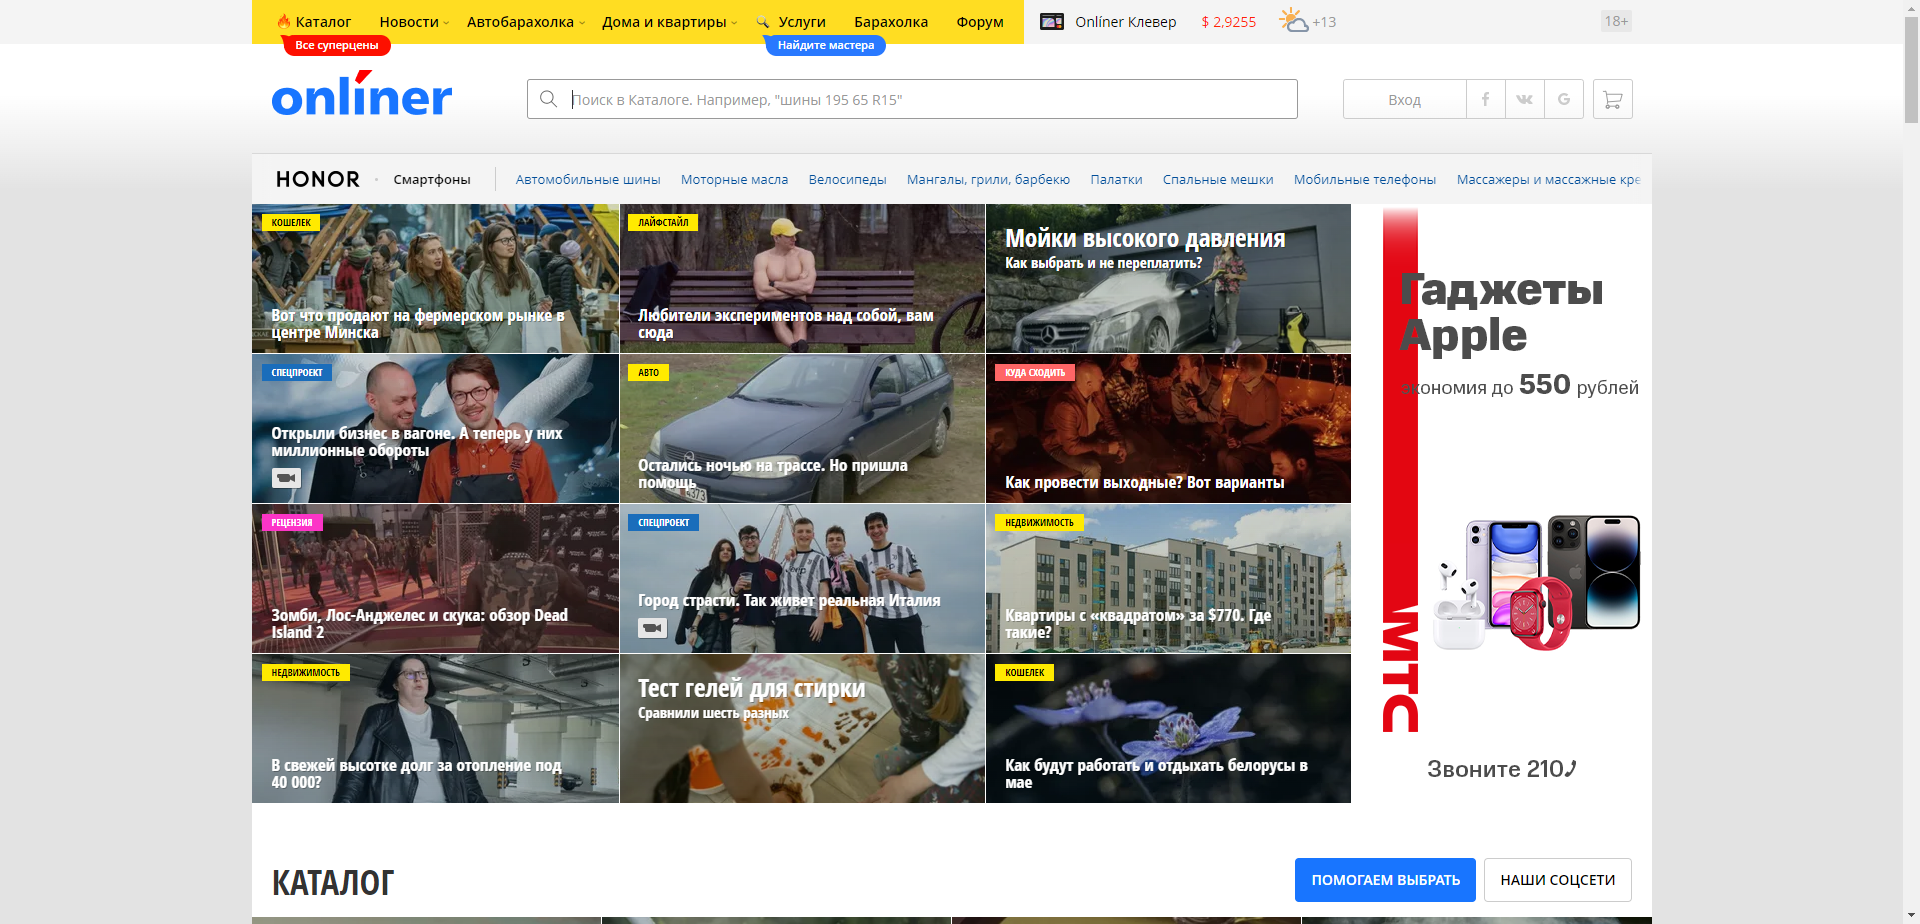 Каталог
Новости
Автобарахолка
Дома и квартиры
Услуги
Барахолка
Форум
Onlíner Клевер
$ 2,9255
+13
18+
Все суперцены
Найдите мастера
onlíner
Поиск в Каталоге. Например, "шины 195 65 R15"
Вход
HONOR
Смартфоны
Автомобильные шины
Моторные масла
Велосипеды
Мангалы, грили, барбекю
Палатки
Спальные мешки
Мобильные телефоны
Массажеры и массажные кре
КОШЕЛЕК
Вот что продают на фермерском рынке в
центре Минска
ЛАЙФСТАЙЛ
Любители экспериментов над собой, вам
сюда
Мойки высокого давления
Как выбрать и не переплатить?
СПЕЦПРОЕКТ
Открыли бизнес в вагоне. А теперь у них
миллионные обороты
АВТО
Остались ночью на трассе. Но пришла
помощь
КУДА СХОДИТЬ
Как провести выходные? Вот варианты
РЕЦЕНЗИЯ
Зомби, Лос-Анджелес и скука: обзор Dead
Island 2
СПЕЦПРОЕКТ
Город страсти. Так живет реальная Италия
НЕДВИЖИМОСТЬ
Квартиры с «квадратом» за $770. Где
такие?
НЕДВИЖИМОСТЬ
В свежей высотке долг за отопление под
40 000?
Тест гелей для стирки
Сравнили шесть разных
КОШЕЛЕК
Как будут работать и отдыхать белорусы в
мае
Гаджеты
Apple
экономия до 550 рублей
МТС
Звоните 210
КАТАЛОГ
ПОМОГАЕМ ВЫБРАТЬ
НАШИ СОЦСЕТИ